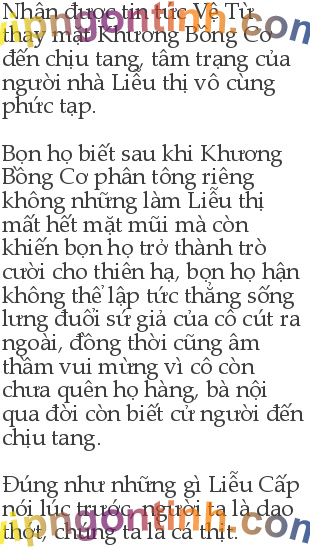 Nhận được tin tức Vệ Từ
thay mặt Khương Bồng Cơ
đến chịu tang, tâm trạng của
người nhà Liễu thị vô cùng
phức tạp.
Bọn họ biết sau khi Khương
Bồng Cơ phân tông riêng
không những làm Liễu thị
mất hết mặt mũi mà còn
khiến bọn họ trở thành trò
cười cho thiên hạ, bọn họ hận
không thể lập tức thẳng sống
lưng đuổi sứ giả của cô cút ra
ngoài, đồng thời cũng âm
thầm vui mừng vì cô còn
chưa quên họ hàng, bà nội
qua đời còn biết cử người đến
chịu tang.
Đúng như những gì Liễu Cấp
nói lúc trước, người ta là dao
thớt, chúng ta là cá thịt.